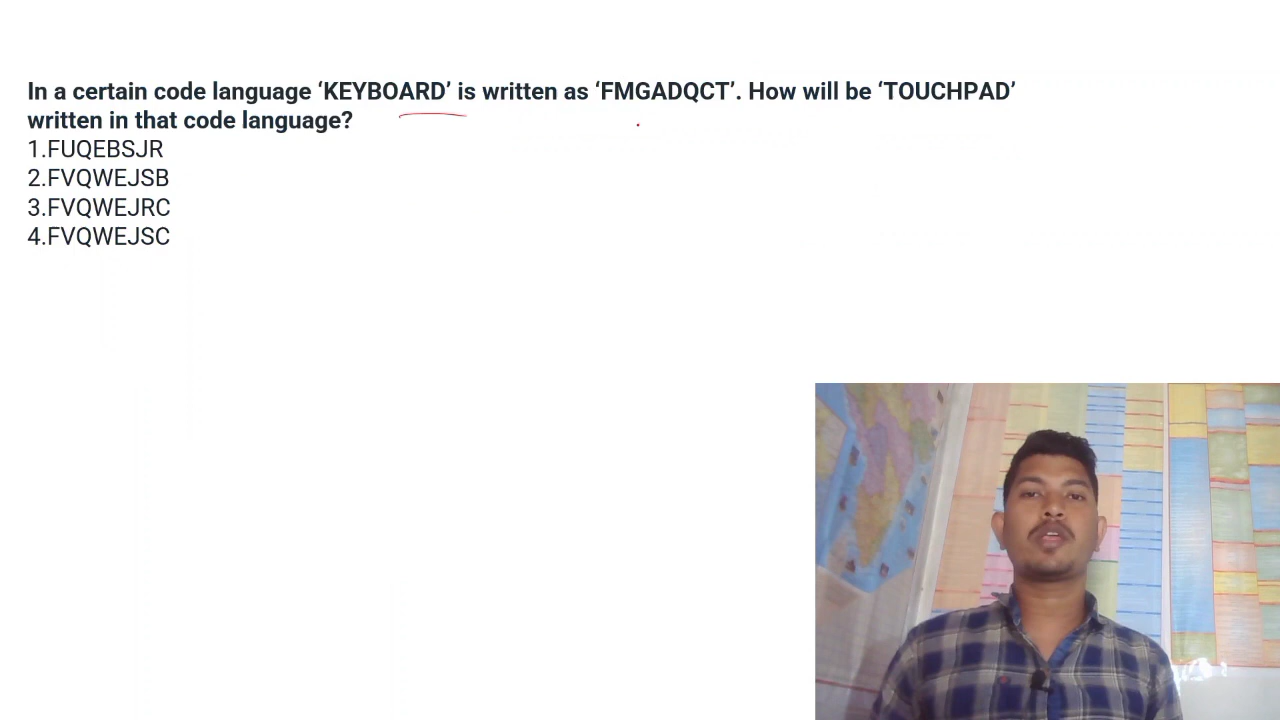 In a certain code language ‘KEYBOARD’ is written as ‘FMGADQCT’. How will be ‘TOUCHPAD’
written in that code language?
1.FUQEBSJR
2.FVQWEJSB
3.FVQWEJRC
4.FVQWEJSC